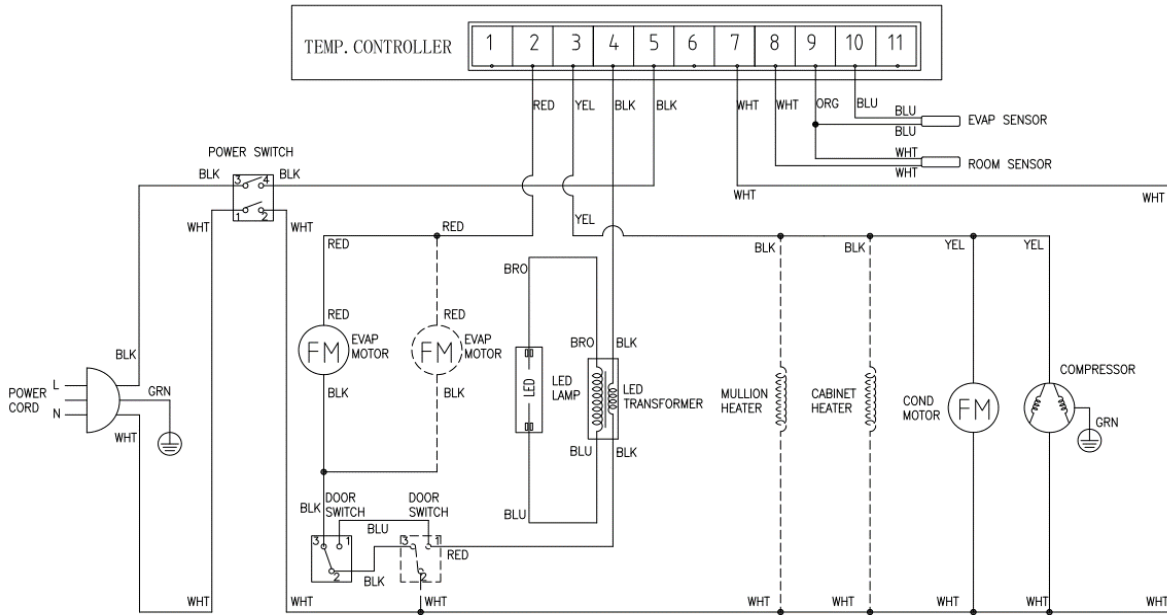 TEMP. CONTROLLER 1 2 3 4 5 6 7 8 9 10 11
RED YEL BLK BLK WHT WHT ORG BLU
BLU
BLU
EVAP SENSOR
WHT
WHT
ROOM SENSOR
WHT
WHT
POWER SWITCH
BLK 3 4 BLK
1 2
WHT WHT
YEL
RED RED
BLK BLK YEL YEL
BRO
RED RED
FM EVAP MOTOR
FM EVAP MOTOR
BLK BLK
BRO BLK
LED
LED LAMP
LED TRANSFORMER
BLU BLK
BLU
MULLION HEATER
CABINET HEATER
COND MOTOR
FM
COMPRESSOR
GRN
BLK
POWER CORD
L
N
GRN
WHT
BLK DOOR SWITCH
DOOR SWITCH
3 1 BLU 3 1 RED
2 BLK 2
WHT WHT WHT WHT WHT WHT WHT WHT